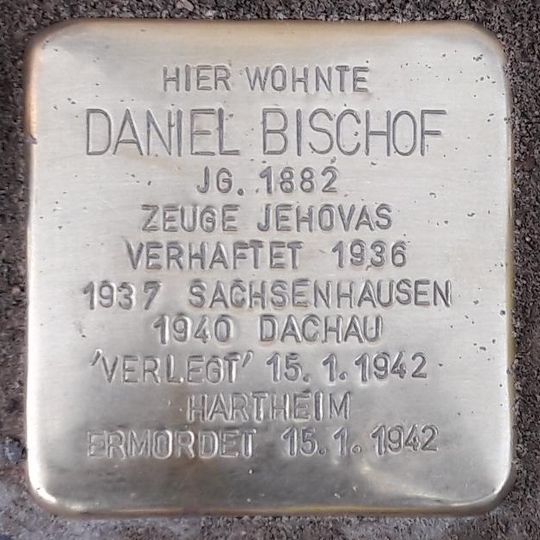 HIER WOHNTE
DANIEL BISCHOF
JG. 1882
ZEUGE JEHOVAS
VERHAFTET 1936
1937 SACHSENHAUSEN
1940 DACHAU
'VERLEGT' 15.1.1942
HARTHEIM
ERMORDET 15.1.1942